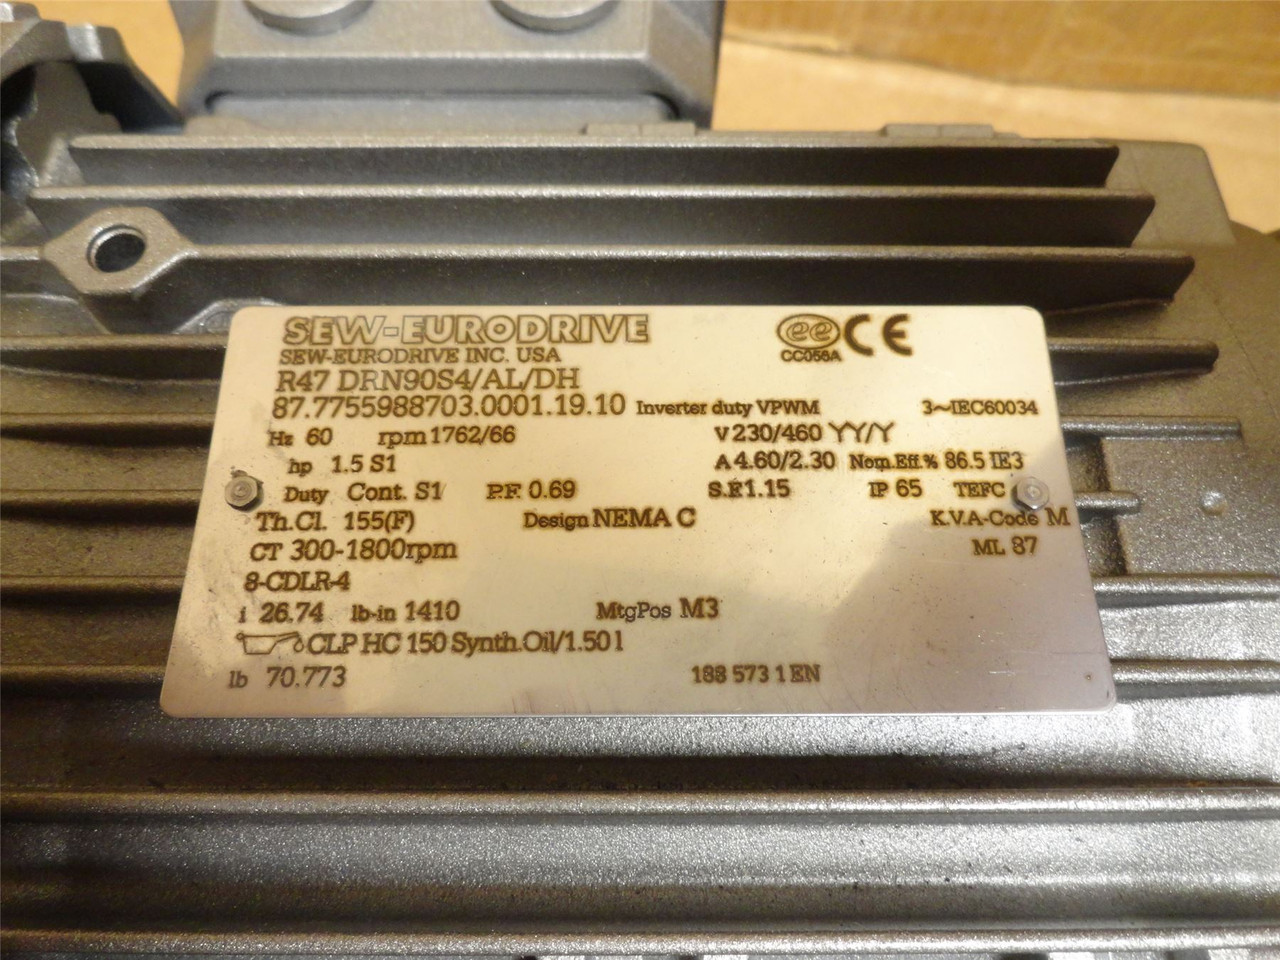 SEW-EURODRIVE ee CE
SEW-EURODRIVE INC. USA CC056A
R47 DRN90S4/AL/DH
87.7755988703.0001.19.10 Inverter duty VPWM 3~IEC60034
Hz 60 rpm 1762/66 V 230/460 YY/Y
hp 1.5 S1 A 4.60/2.30 Nom.Eff.% 86.5 IE3
Duty Cont. S1 P.F. 0.69 S.F.1.15 IP 65 TEFC
Th.Cl. 155(F) Design NEMA C K.V.A-Code M
CT 300-1800rpm ML 87
8-CDLR-4
i 26.74 lb-in 1410 MtgPos M3
CLP HC 150 Synth.Oil/1.50 l
lb 70.773 188 573 1 EN